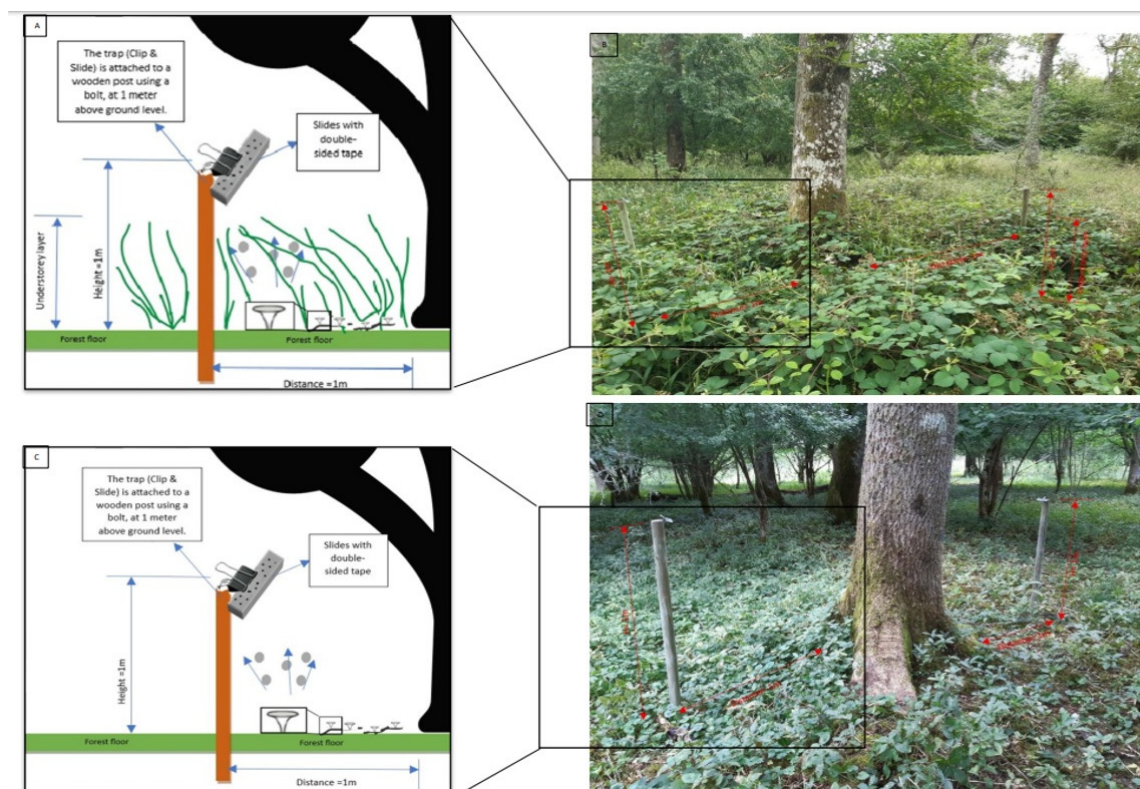 A
The trap (Clip &
Slide) is attached to a
wooden post using a
bolt, at 1 meter
above ground level.
Slides with
double-
sided tape
Understorey layer
Height =1m
Forest floor
Forest floor
Distance =1m
B
C
The trap (Clip &
Slide) is attached to a
wooden post using a
bolt, at 1 meter
above ground level.
Slides with
double-
sided tape
Height =1m
Forest floor
Forest floor
Distance =1m